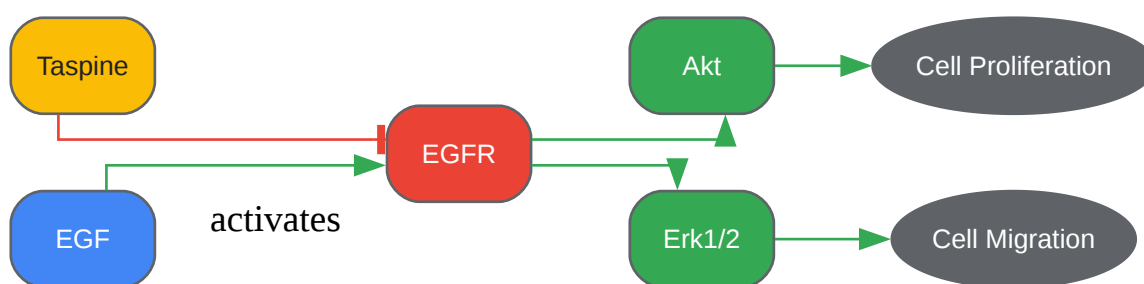 Taspine
Akt
Cell Proliferation
EGFR
EGF
activates
Erk1/2
Cell Migration